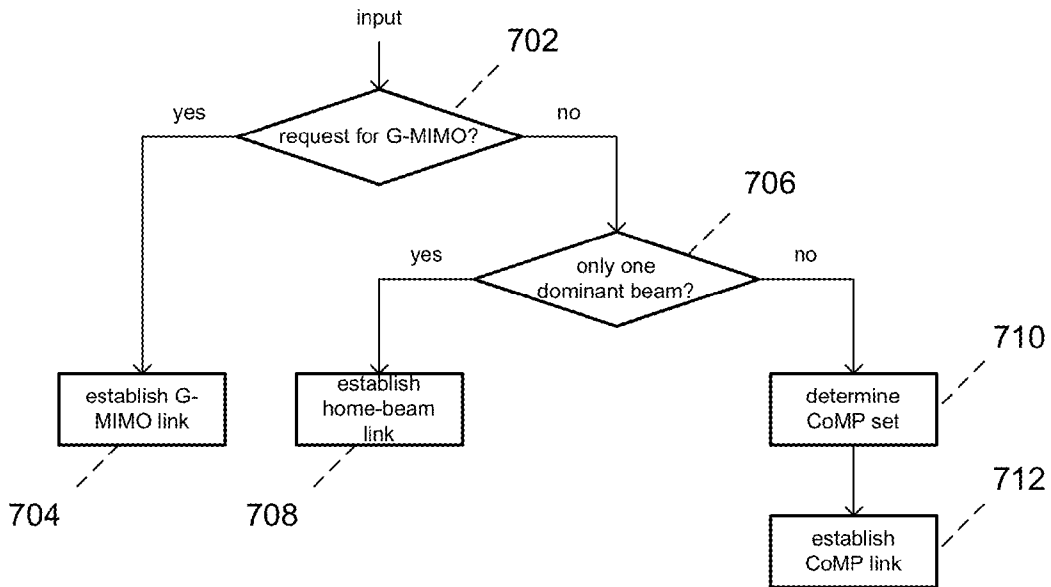 input
702
yes
no
request for G-MIMO?
706
yes
no
only one
dominant beam?
710
establish G-
MIMO link
establish
home-beam
link
determine
CoMP set
704
708
712
establish
CoMP link